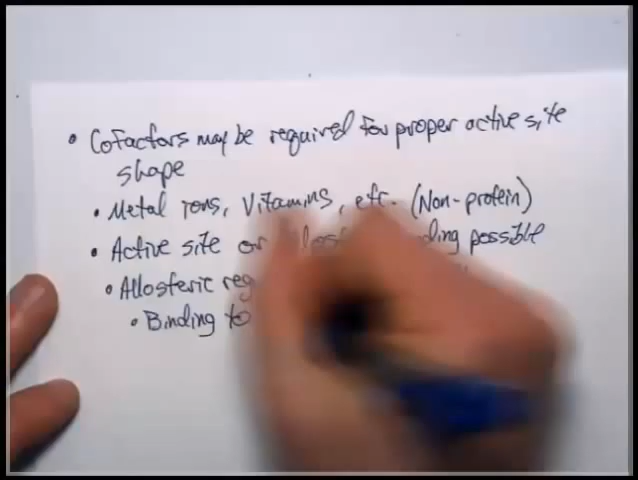 • Cofactors may be required for proper active site
shape
• Metal ions, Vitamins, etc. (Non-protein)
• Active site or possible
• Allosteric
• Binding to